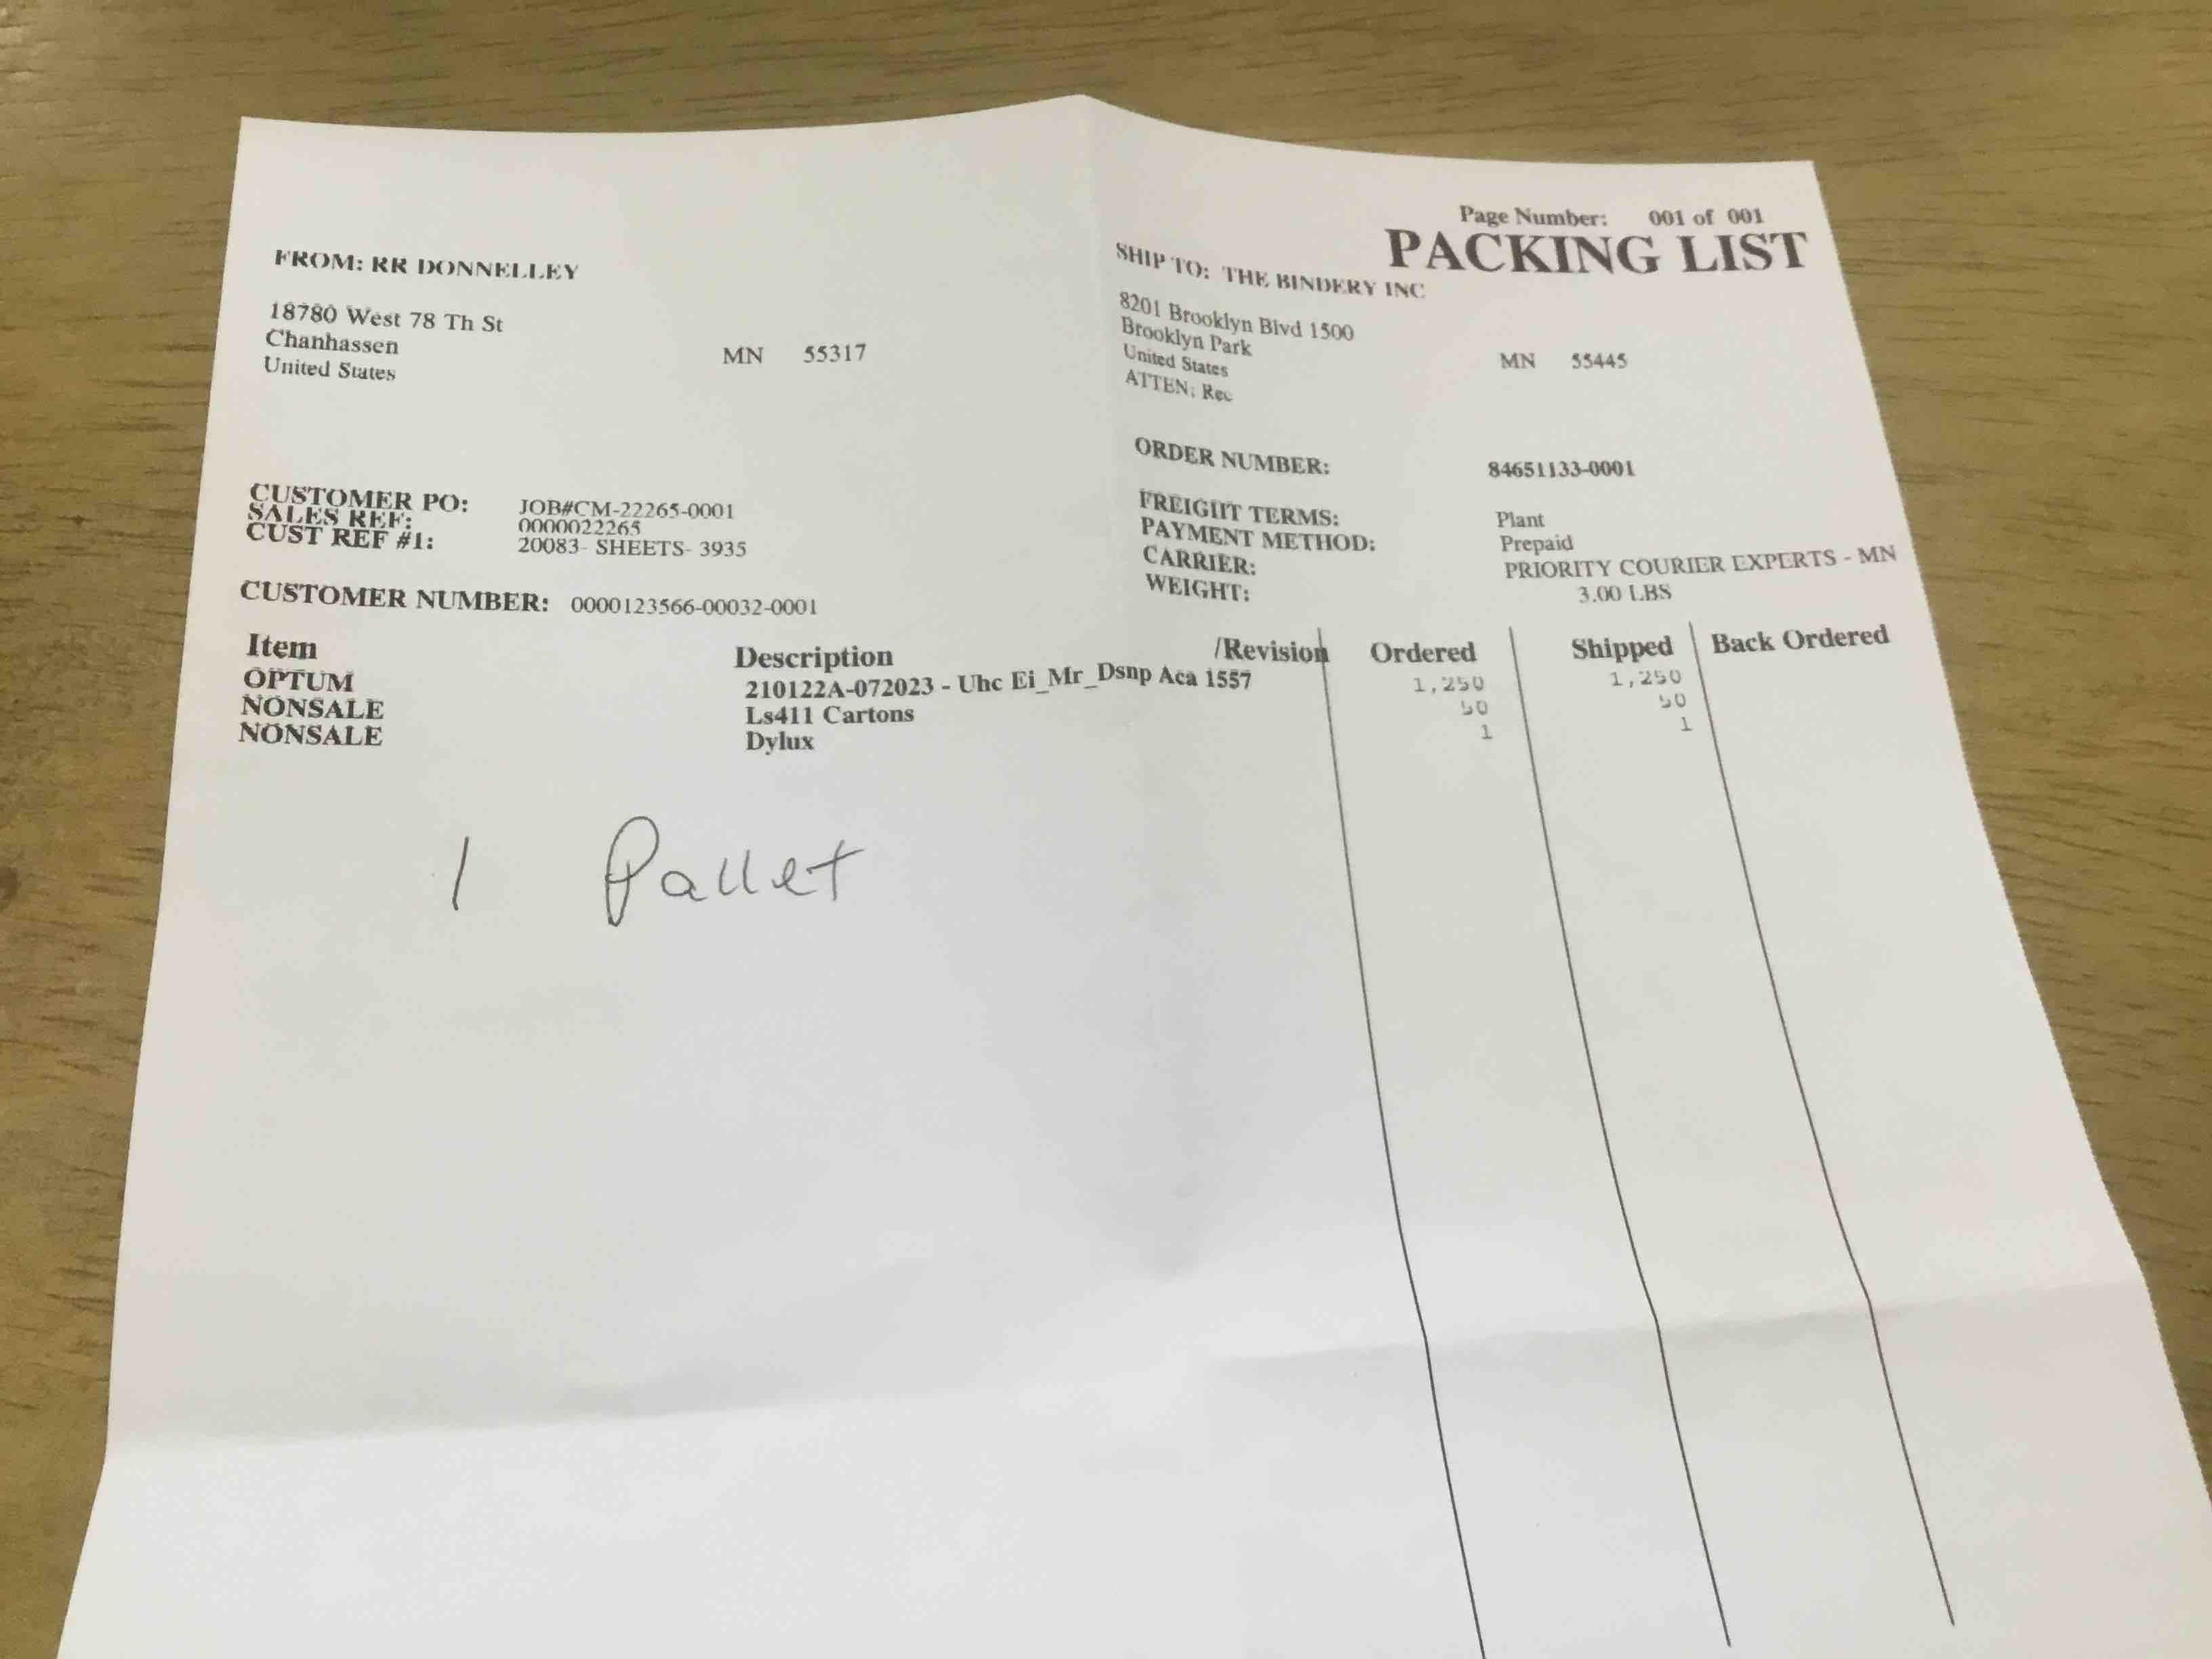 Page Number: 001 of 001
PACKING LIST
FROM: RR DONNELLEY
18780 West 78 Th St
Chanhassen MN 55317
United States
SHIP TO: THE BINDERY INC
8201 Brooklyn Blvd 1500
Brooklyn Park MN 55445
United States
ATTEN: Rec
ORDER NUMBER: 84651133-0001
CUSTOMER PO: JOB#CM-22265-0001
SALES REF: 0000022265
CUST REF #1: 20083- SHEETS- 3935
FREIGHT TERMS: Plant
PAYMENT METHOD: Prepaid
CARRIER: PRIORITY COURIER EXPERTS - MN
WEIGHT: 3.00 LBS
CUSTOMER NUMBER: 0000123566-00032-0001
Item Description /Revision Ordered Shipped Back Ordered
OPTUM 210122A-072023 - Uhc Ei_Mr_Dsnp Aca 1557 1,250 1,250
NONSALE Ls411 Cartons 50 50
NONSALE Dylux 1 1
1 Pallet